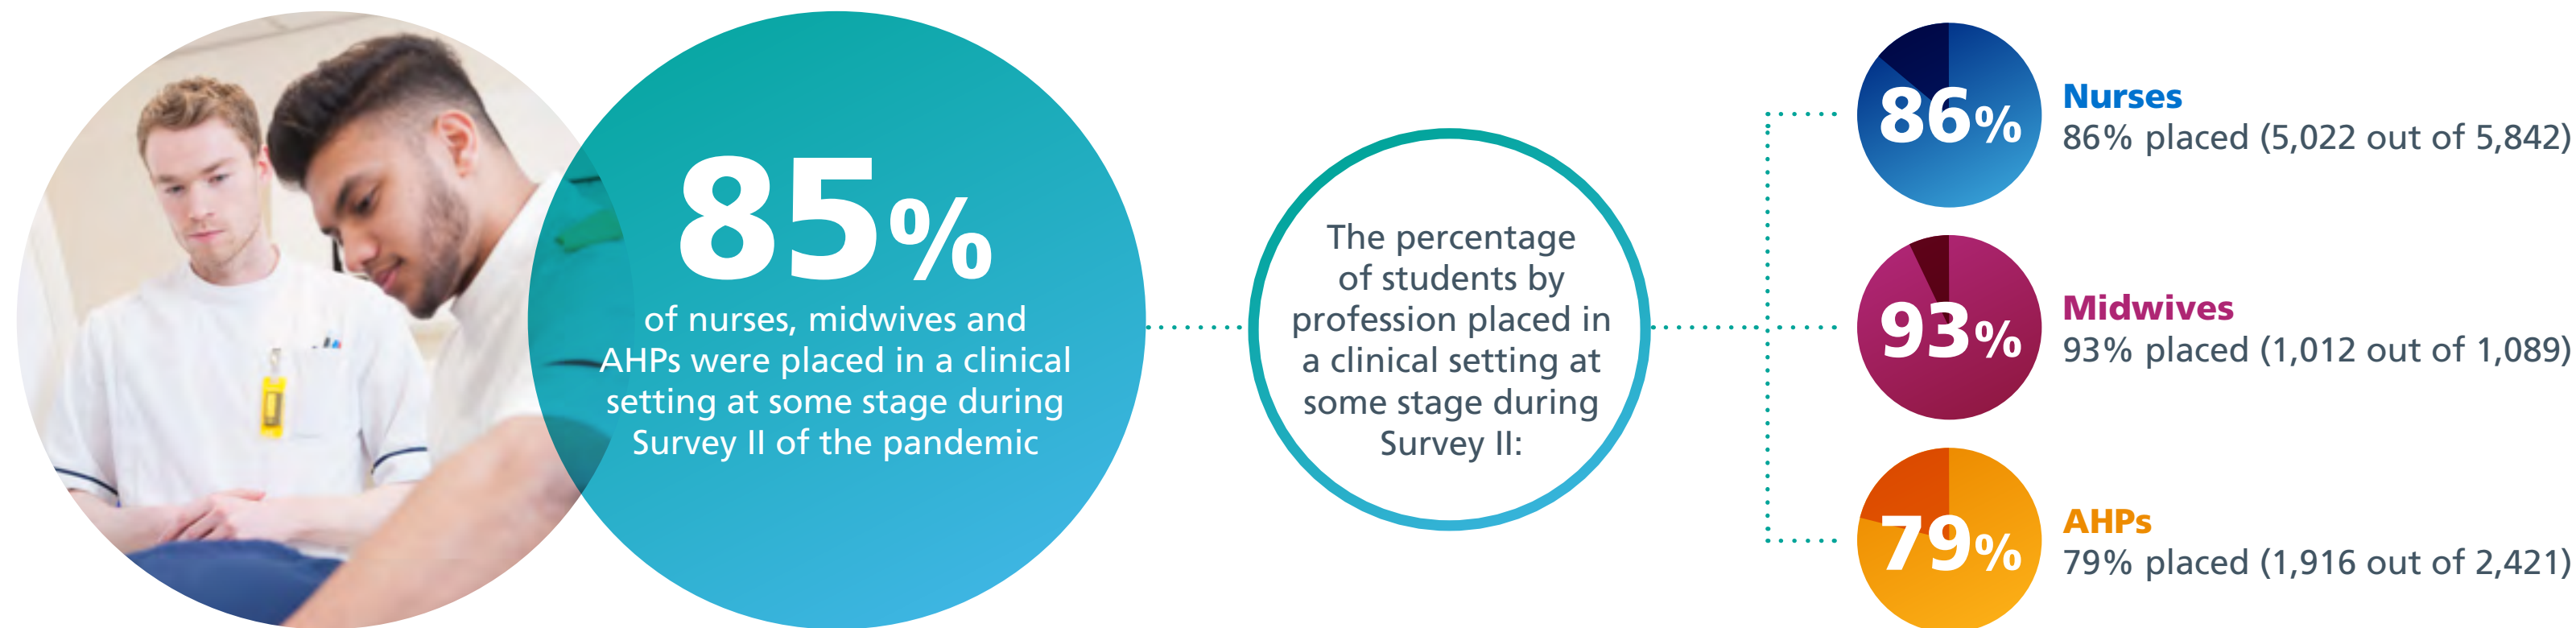 85%
of nurses, midwives and
AHPs were placed in a clinical
setting at some stage during
Survey II of the pandemic
The percentage
of students by
profession placed in
a clinical setting at
some stage during
Survey II:
86%
Nurses
86% placed (5,022 out of 5,842)
93%
Midwives
93% placed (1,012 out of 1,089)
79%
AHPs
79% placed (1,916 out of 2,421)